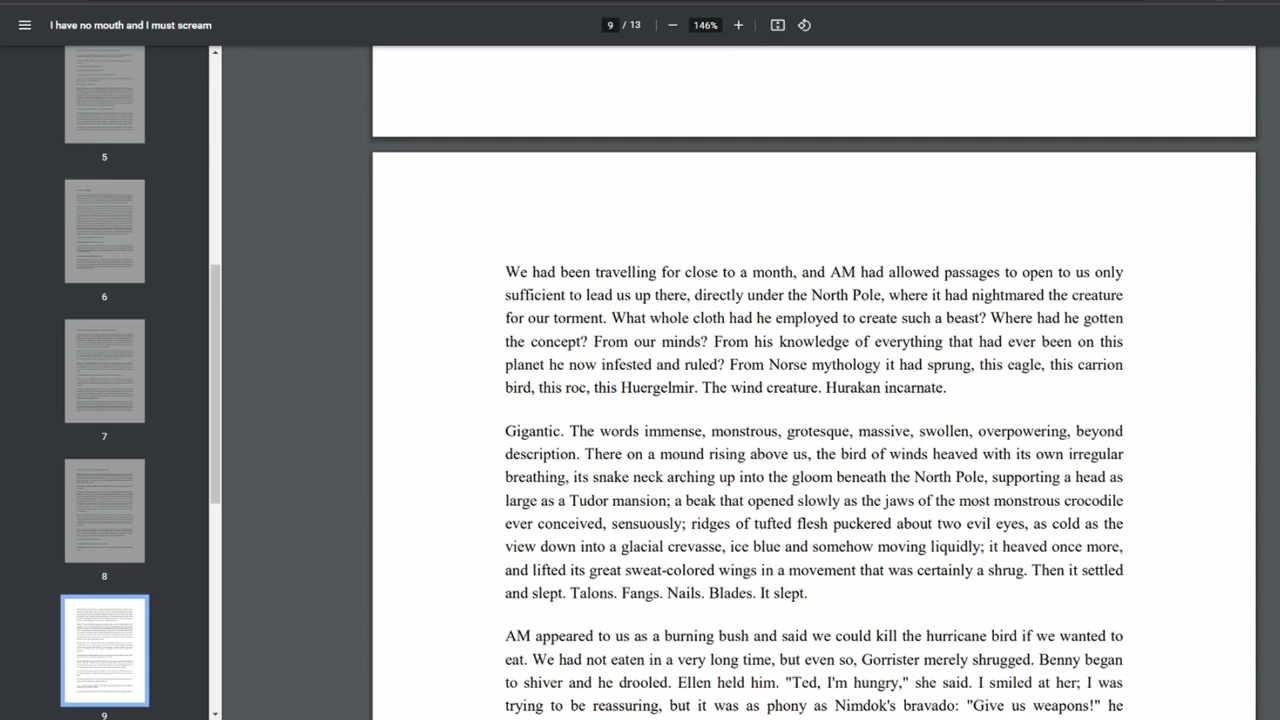 I have no mouth and I must scream
9 / 13
146%
5
6
7
8
9
We had been travelling for close to a month, and AM had allowed passages to open to us only
sufficient to lead us up there, directly under the North Pole, where it had nightmared the creature
for our torment. What whole cloth had he employed to create such a beast? Where had he gotten
the concept? From our minds? From his knowledge of everything that had ever been on this
planet he now infested and ruled? From Norse mythology it had sprung, this eagle, this carrion
bird, this roc, this Huergelmir. The wind creature. Hurakan incarnate.
Gigantic. The words immense, monstrous, grotesque, massive, swollen, overpowering, beyond
description. There on a mound rising above us, the bird of winds heaved with its own irregular
breathing, its snake neck arching up into the gloom beneath the North Pole, supporting a head as
large as a Tudor mansion; a beak that opened slowly as the jaws of the most monstrous crocodile
ever conceived, sensuously; ridges of tufted flesh puckered about two evil eyes, as cold as the
view down into a glacial crevasse, ice blue and somehow moving liquidly; it heaved once more,
and lifted its great sweat-colored wings in a movement that was certainly a shrug. Then it settled
and slept. Talons. Fangs. Nails. Blades. It slept.
AM appeared to us as a burning bush and said we could kill the hurricane bird if we wanted to
eat. We had not eaten in a very long time, but even so, Gorrister merely shrugged. Benny began
to shiver and he drooled. Ellen held him. "Ted, I'm hungry," she said. I smiled at her; I was
trying to be reassuring, but it was as phony as Nimdok's bravado: "Give us weapons!" he